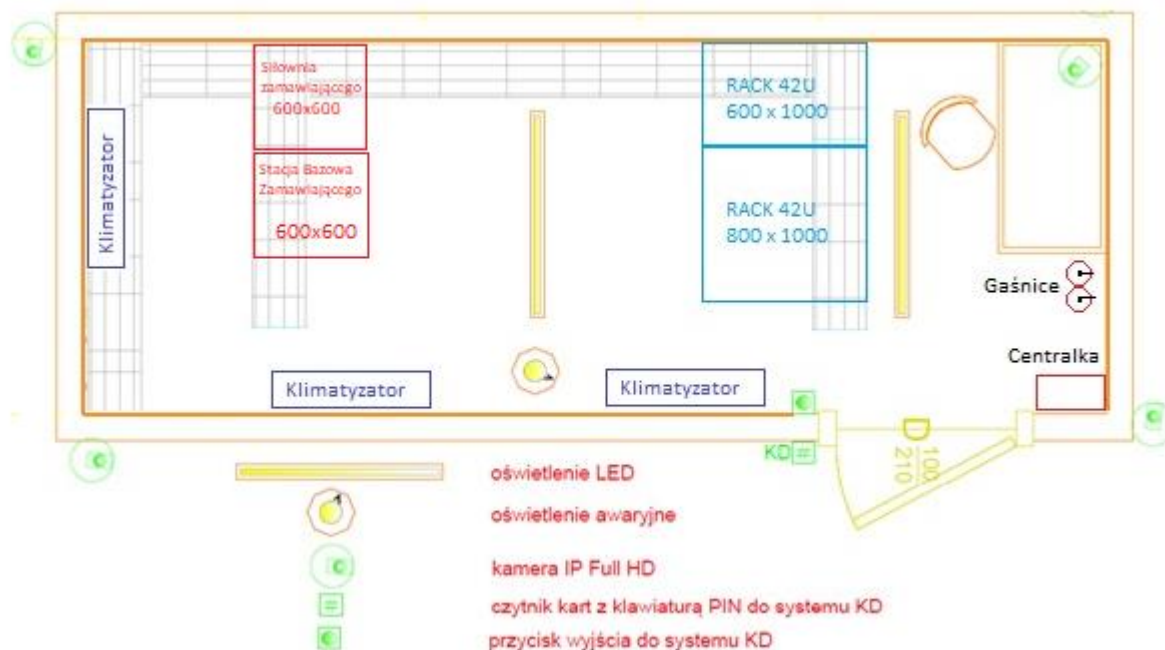 Siłownia
zamawiającego
600x600
Stacja Bazowa
Zamawiającego
600x600
RACK 42U
600 x 1000
RACK 42U
800 x 1000
Klimatyzator
Gaśnice
Centralka
Klimatyzator
Klimatyzator
KD
D
100
210
oświetlenie LED
oświetlenie awaryjne
kamera IP Full HD
czytnik kart z klawiaturą PIN do systemu KD
przycisk wyjścia do systemu KD